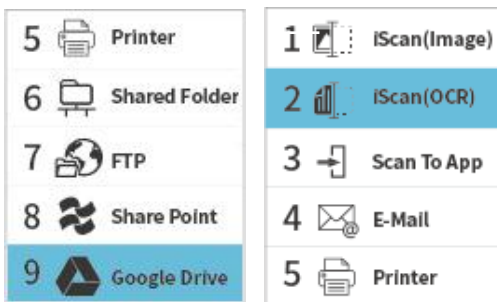 5 Printer
6 Shared Folder
7 FTP
8 Share Point
9 Google Drive
1 iScan(Image)
2 iScan(OCR)
3 Scan To App
4 E-Mail
5 Printer